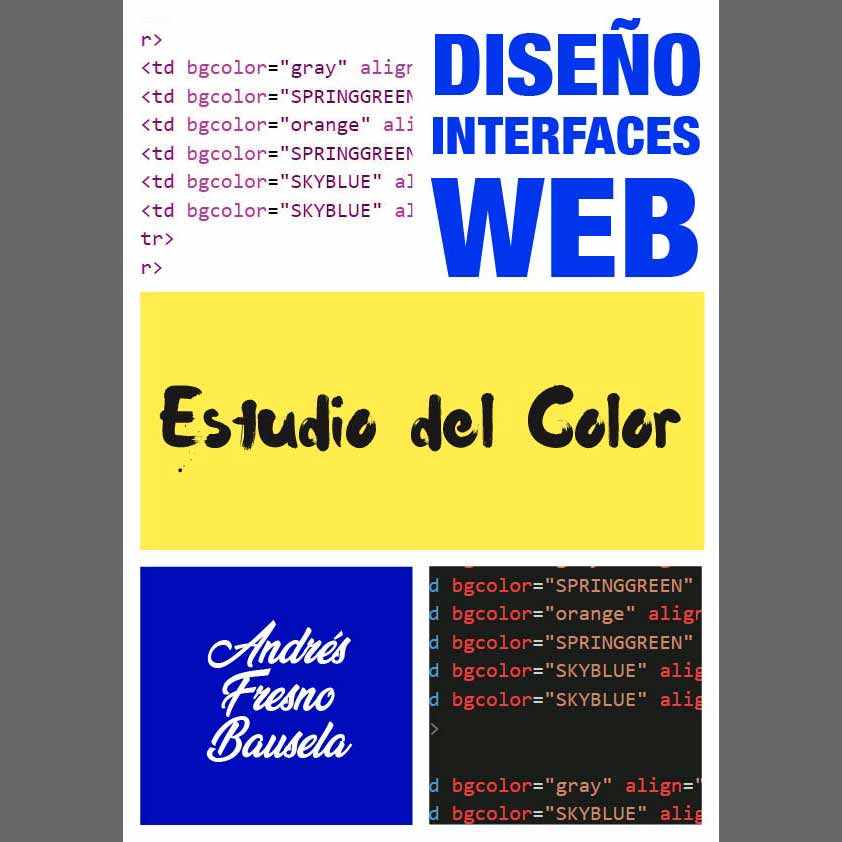 r>
<td bgcolor="gray" align
<td bgcolor="SPRINGGREEN
<td bgcolor="orange" ali
<td bgcolor="SPRINGGREEN
<td bgcolor="SKYBLUE" al
<td bgcolor="SKYBLUE" al
tr>
r>
DISEÑO
INTERFACES
WEB
Estudio del Color
Andrés
Fresno
Bausela
d bgcolor="SPRINGGREEN"
d bgcolor="orange" align
d bgcolor="SPRINGGREEN"
d bgcolor="SKYBLUE" alig
d bgcolor="SKYBLUE" alig
>
d bgcolor="gray" align="
d bgcolor="SKYBLUE" alig